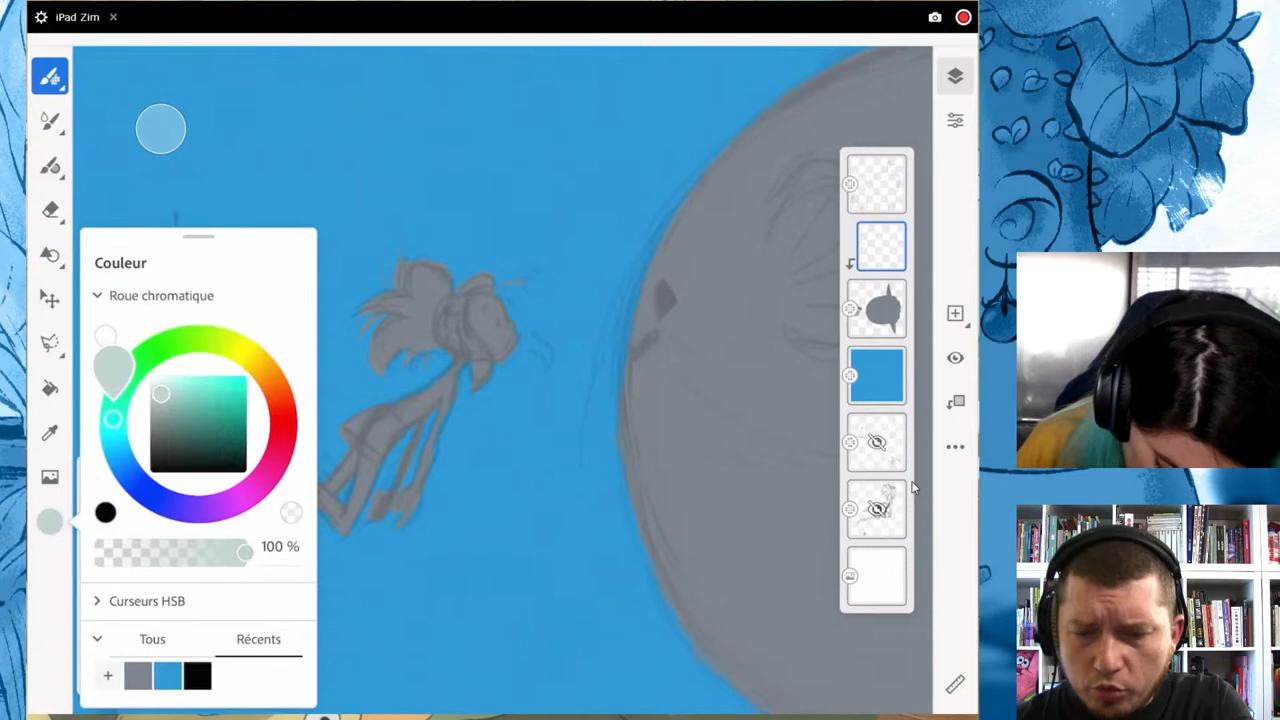 iPad Zim
Couleur
Roue chromatique
100 %
Curseurs HSB
Tous
Récents